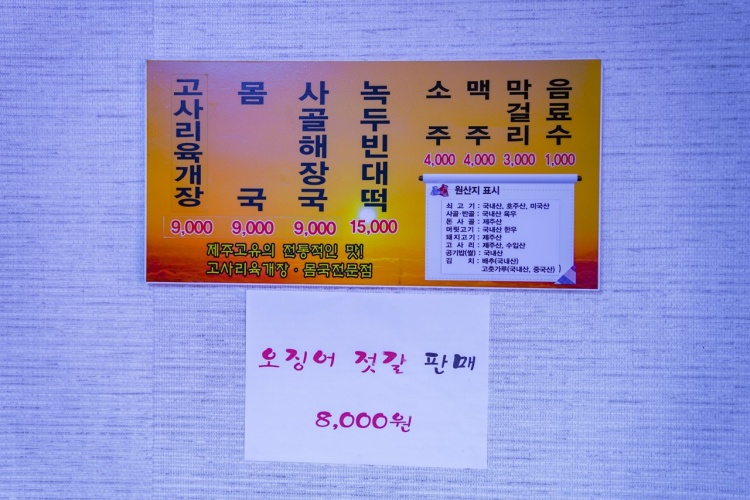 고사리육개장
9,000
몸국
9,000
사골해장국
9,000
녹두빈대떡
15,000
소주
4,000
맥주
4,000
막걸리
3,000
음료수
1,000
제주고유의 전통적인 맛!
고사리육개장·몸국전문점
원산지 표시
쇠고기 : 국내산, 호주산, 미국산
사골·반골 : 국내산 육우
돈사골 : 제주산
머릿고기 : 국내산 한우
돼지고기 : 제주산
고사리 : 제주산, 수입산
공기밥(쌀) : 국내산
김치 : 배추(국내산)
고춧가루(국내산, 중국산)
오징어 젓갈 판매
8,000원